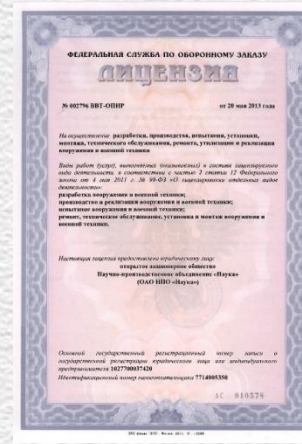 ФЕДЕРАЛЬНАЯ СЛУЖБА ПО ОБОРОННОМУ ЗАКАЗУ
ЛИЦЕНЗИЯ
№ 002796 ВВТ-ОПИР от 20 мая 2013 года
На осуществление разработки, производства, испытания, установки,
монтажа, технического обслуживания, ремонта, утилизации и реализации
вооружения и военной техники
Виды работ (услуг), выполняемых (оказываемых) в составе лицензируемого
вида деятельности, в соответствии с частью 2 статьи 12 Федерального
закона от 4 мая 2011 г. № 99-ФЗ «О лицензировании отдельных видов
деятельности»:
разработка вооружения и военной техники;
производство и реализация вооружения и военной техники;
испытание вооружения и военной техники;
ремонт, техническое обслуживание, установка и монтаж вооружения и
военной техники.
Настоящая лицензия предоставлена юридическому лицу:
открытое акционерное общество
Научно-производственное объединение «Наука»
(ОАО НПО «Наука»)
Основной государственный регистрационный номер записи о
государственной регистрации юридического лица или индивидуального
предпринимателя 1027700037420
Идентификационный номер налогоплательщика 7714005350
АС 010578